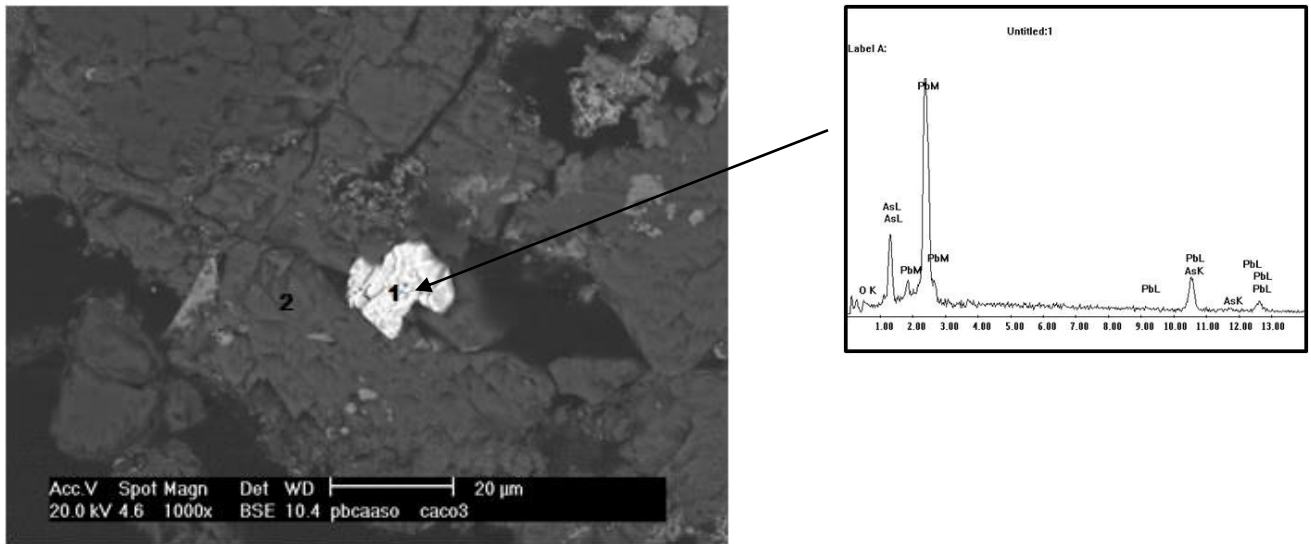 2
1
Acc.V Spot Magn Det WD 20 µm
20.0 kV 4.6 1000x BSE 10.4 pbcaaso caco3
Untitled:1
Label A:
PbM
AsL
AsL
PbM
PbM
O K
PbL
PbL
AsK
AsK
PbL
PbL
PbL
1.00 2.00 3.00 4.00 5.00 6.00 7.00 8.00 9.00 10.00 11.00 12.00 13.00